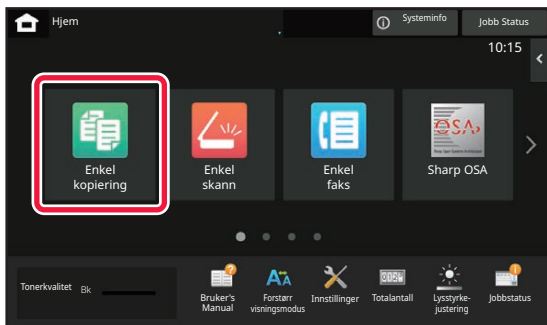 Hjem
Systeminfo
Jobb Status
10:15
Enkel
kopiering
Enkel
skann
Enkel
faks
OSA
Sharp OSA
Tonerkvalitet Bk
Bruker's
Manual
Forstørr
visningsmodus
Innstillinger
Totalantall
Lysstyrke-
justering
Jobbstatus